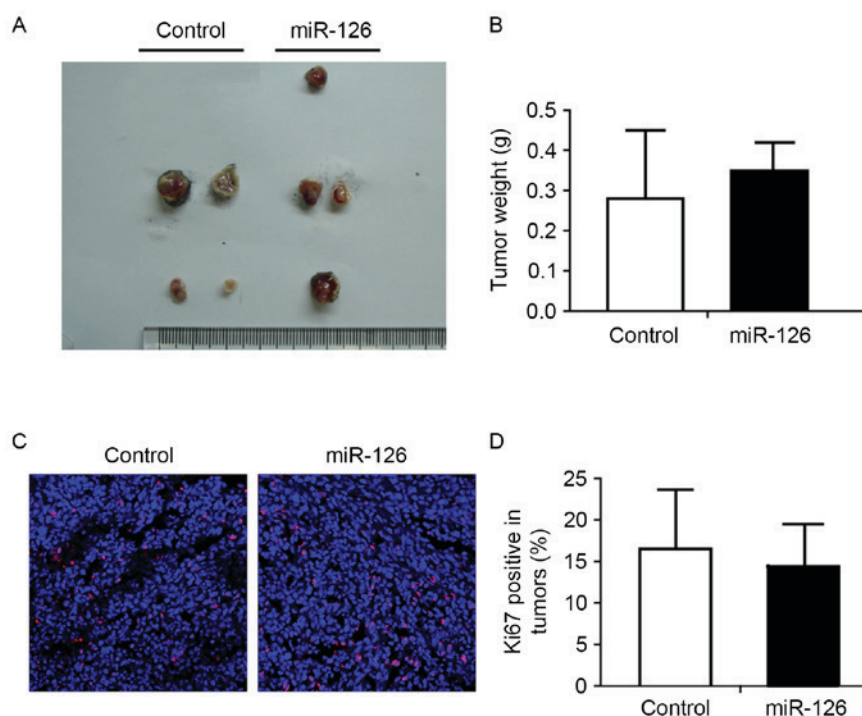 A
Control
miR-126
B
Tumor weight (g)
0.5
0.4
0.3
0.2
0.1
0.0
Control
miR-126
C
Control
miR-126
D
Ki67 positive in
tumors (%)
25
20
15
10
5
0
Control
miR-126